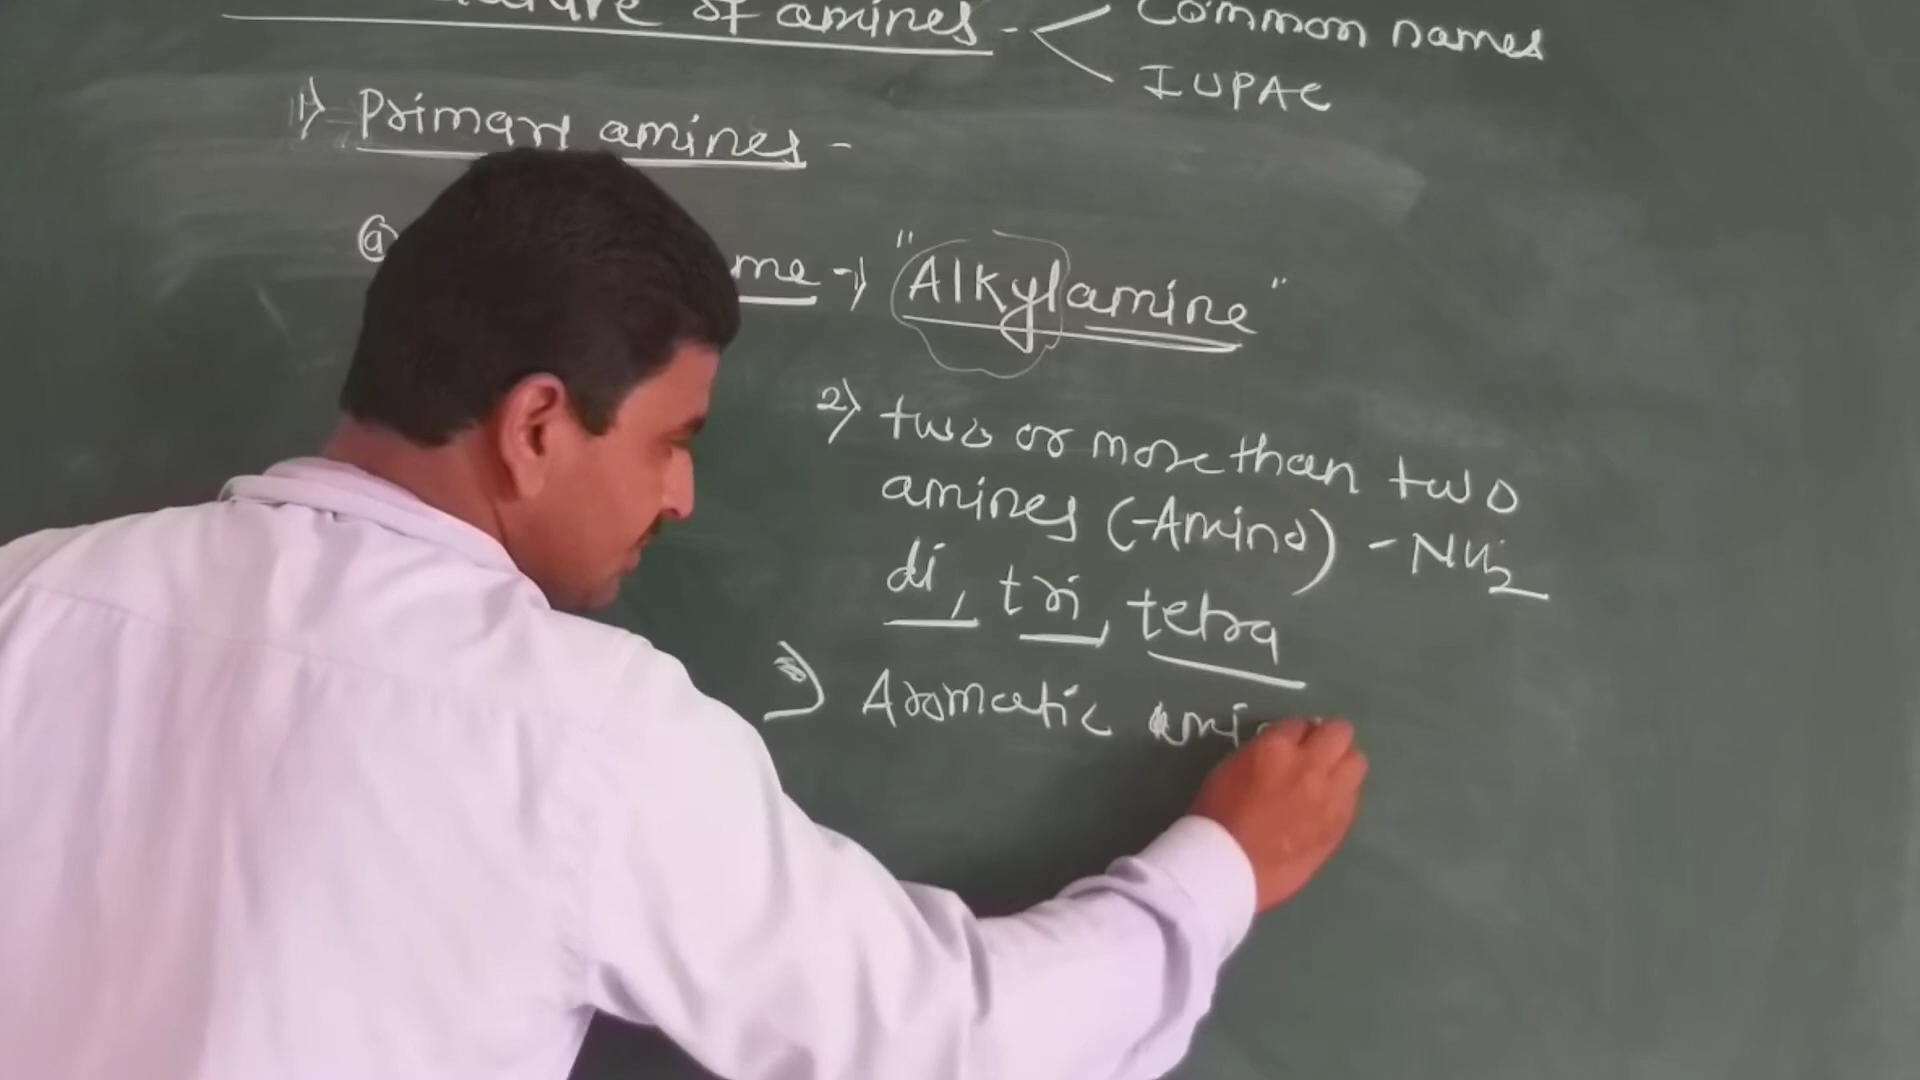 of amines - Common names
IUPAC
1) Primary amines -
a) me → "Alkylamine"
2) two or more than two
amines (-Amino) -NH2
di, tri, tetra
3) Aromatic ami